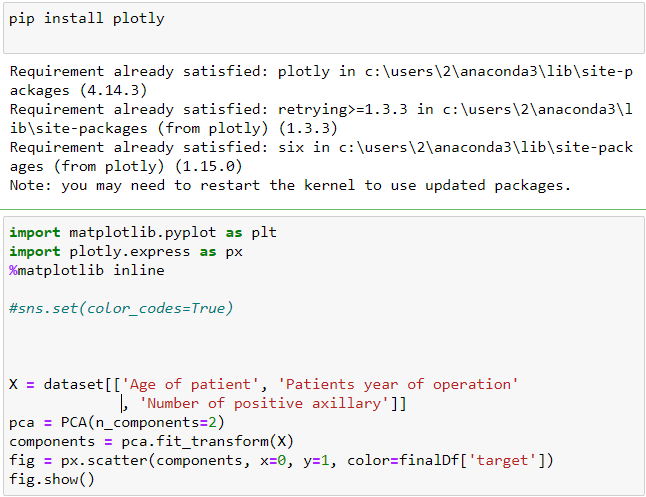 pip install plotly
Requirement already satisfied: plotly in c:\users\2\anaconda3\lib\site-p
ackages (4.14.3)
Requirement already satisfied: retrying>=1.3.3 in c:\users\2\anaconda3\l
ib\site-packages (from plotly) (1.3.3)
Requirement already satisfied: six in c:\users\2\anaconda3\lib\site-pack
ages (from plotly) (1.15.0)
Note: you may need to restart the kernel to use updated packages.
import matplotlib.pyplot as plt
import plotly.express as px
%matplotlib inline
#sns.set(color_codes=True)
X = dataset[['Age of patient', 'Patients year of operation'
, 'Number of positive axillary']]
pca = PCA(n_components=2)
components = pca.fit_transform(X)
fig = px.scatter(components, x=0, y=1, color=finalDf['target'])
fig.show()